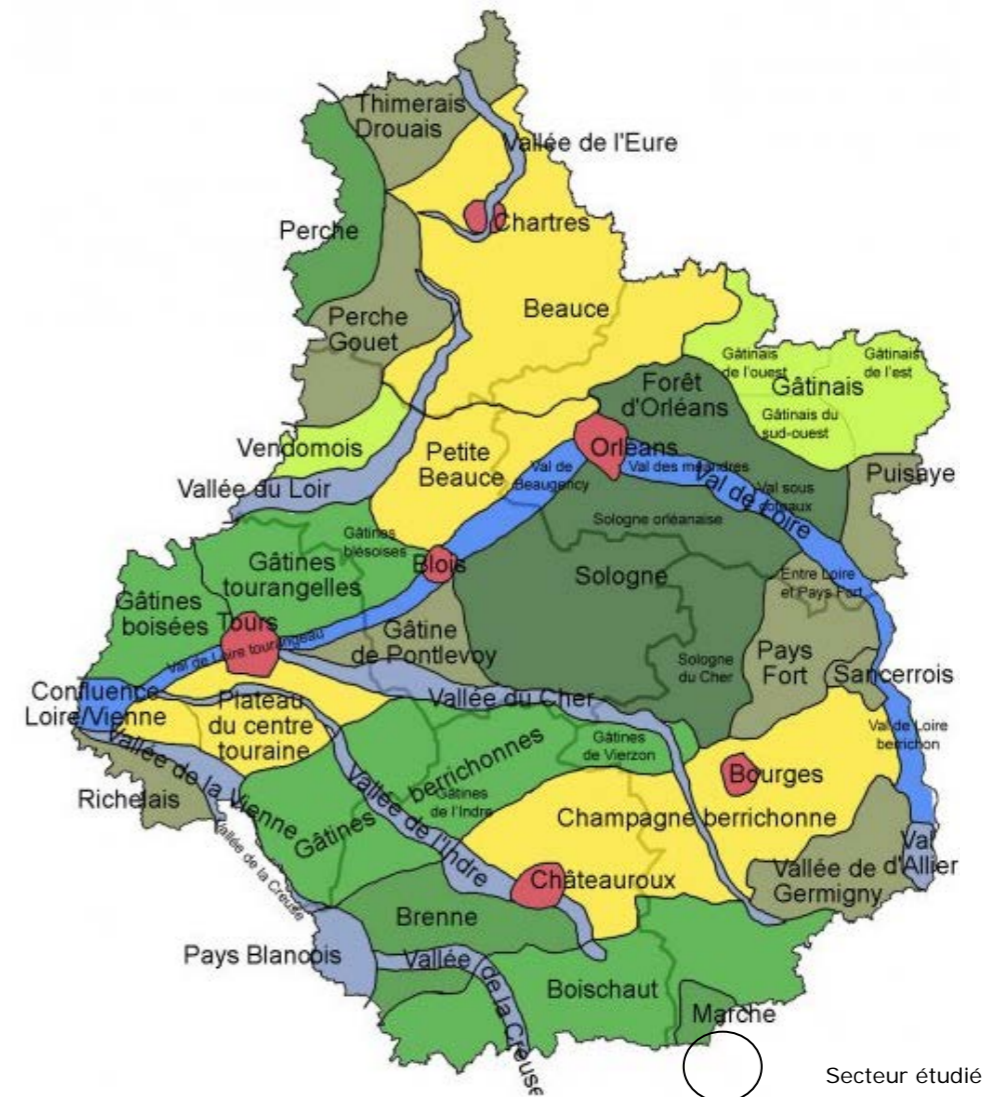 Thimerais
Drouais
Vallée de l'Eure
Perche
Chartres
Beauce
Perche
Gouet
Gâtinais
de l'ouest
Gâtinais
de l'est
Gâtinais
Gâtinais du
sud-ouest
Forêt
d'Orléans
Vendomois
Petite
Beauce
Orléans
Val de
Beaugency
Val des méandres
Val de Loire
Val sous
coteaux
Puisaye
Vallée du Loir
Sologne orléanaise
Gâtines
blésoises
Blois
Gâtines
tourangelles
Sologne
Entre Loire
et Pays Fort
Gâtines
boisées
Tours
Val de Loire tourangeau
Gâtine
de Pontlevoy
Pays
Fort
Sologne
du Cher
Sancerrois
Confluence
Loire/Vienne
Plateau
du centre
touraine
Vallée du Cher
Val de Loire
berrichon
Gâtines
de Vierzon
Vallée de la Vienne
Richelais
Gâtines berrichonnes
Gâtines
de l'Indre
Vallée de l'Indre
Bourges
Champagne berrichonne
Vallée de la Creuse
Châteauroux
Vallée de
Germigny
Val
d'Allier
Brenne
Pays Blancois
Vallée de la Creuse
Boischaut
Marche
Secteur étudié